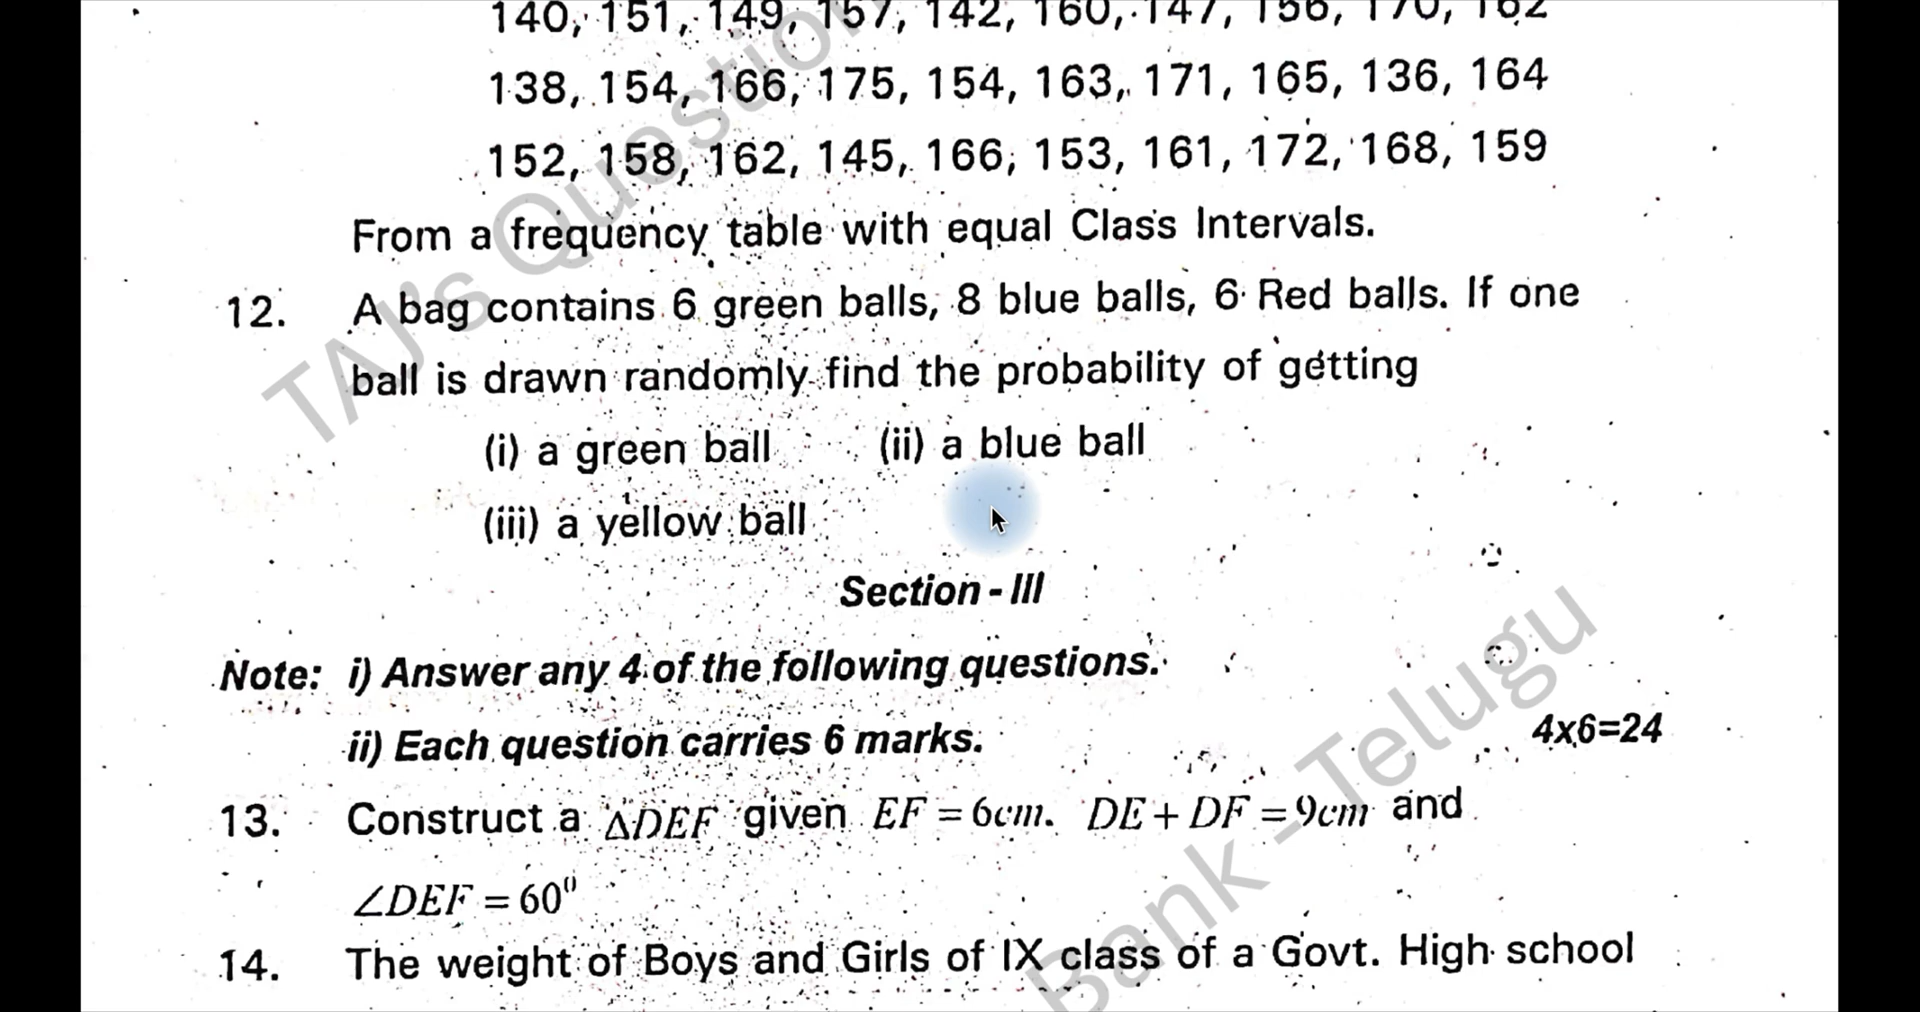 140, 151, 149, 157, 142, 160, 147, 156, 170, 162
138, 154, 166, 175, 154, 163, 171, 165, 136, 164
152, 158, 162, 145, 166, 153, 161, 172, 168, 159
From a frequency table with equal Class Intervals.
12. A bag contains 6 green balls, 8 blue balls, 6 Red balls. If one
ball is drawn randomly find the probability of getting
(i) a green ball (ii) a blue ball
(iii) a yellow ball
Section - III
Note: i) Answer any 4 of the following questions.
ii) Each question carries 6 marks. 4x6=24
13. Construct a ΔDEF given EF = 6cm. DE + DF = 9cm and
∠DEF = 60⁰
14. The weight of Boys and Girls of IX class of a Govt. High school
TAJ's Question Bank - Telugu